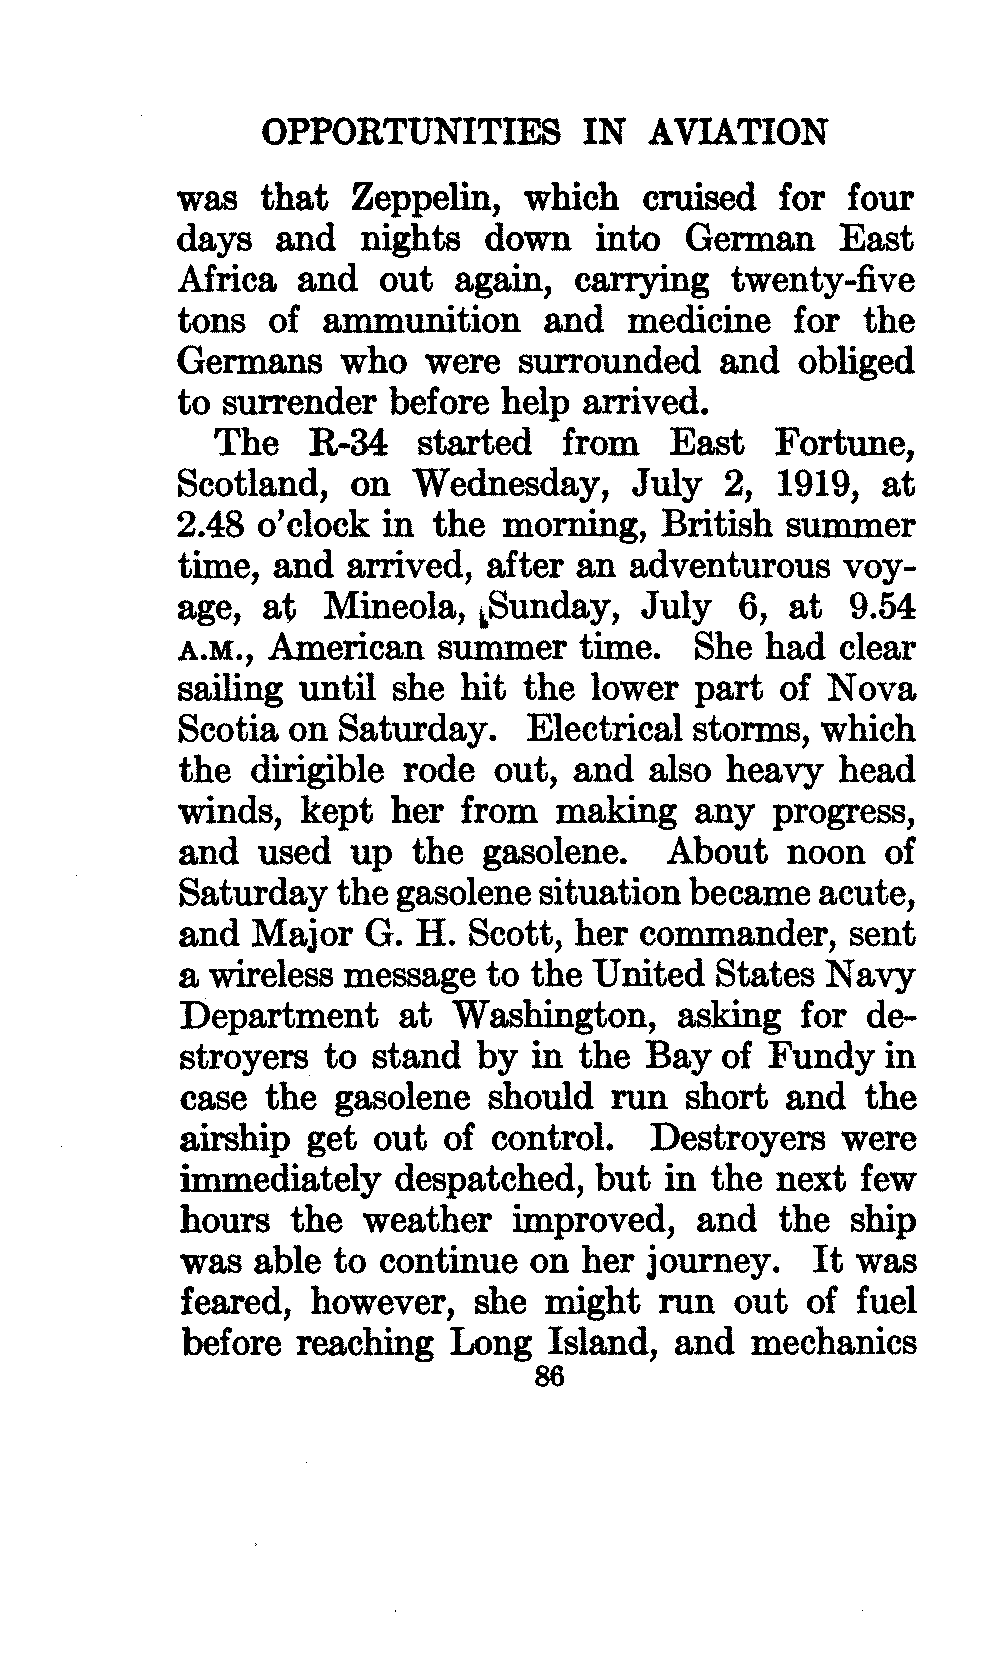 OPPORTUNITIES IN AVIATION
was that Zeppelin, which cruised for four
days and nights down into German East
Africa and out again, carrying twenty-five
tons of ammunition and medicine for the
Germans who were surrounded and obliged
to surrender before help arrived.
The R-34 started from East Fortune,
Scotland, on Wednesday, July 2, 1919, at
2.48 o'clock in the morning, British summer
time, and arrived, after an adventurous voy-
age, at Mineola, Sunday, July 6, at 9.54
A.M., American summer time. She had clear
sailing until she hit the lower part of Nova
Scotia on Saturday. Electrical storms, which
the dirigible rode out, and also heavy head
winds, kept her from making any progress,
and used up the gasolene. About noon of
Saturday the gasolene situation became acute,
and Major G. H. Scott, her commander, sent
a wireless message to the United States Navy
Department at Washington, asking for de-
stroyers to stand by in the Bay of Fundy in
case the gasolene should run short and the
airship get out of control. Destroyers were
immediately despatched, but in the next few
hours the weather improved, and the ship
was able to continue on her journey. It was
feared, however, she might run out of fuel
before reaching Long Island, and mechanics
86